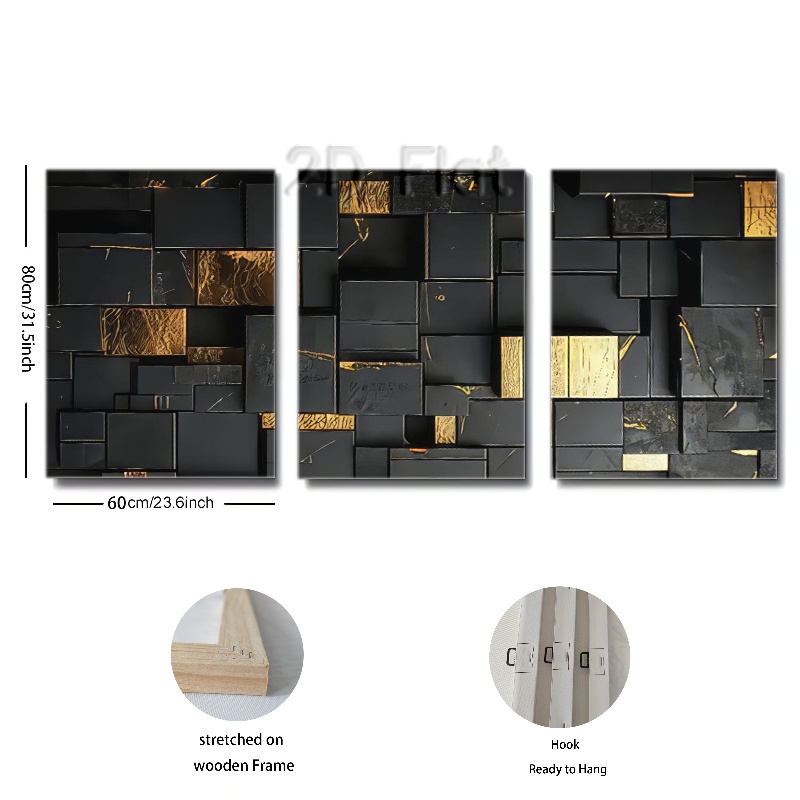 2D Flat
80cm/31.5inch
60cm/23.6inch
stretched on
wooden Frame
Hook
Ready to Hang